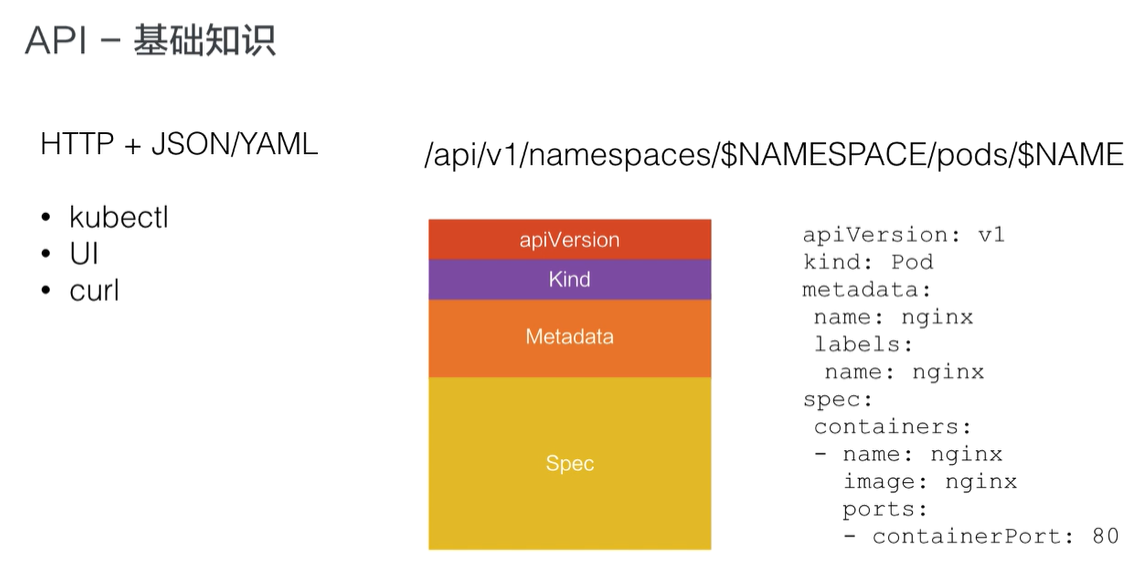 API – 基础知识
HTTP + JSON/YAML
• kubectl
• UI
• curl
/api/v1/namespaces/$NAMESPACE/pods/$NAME
apiVersion
Kind
Metadata
Spec
apiVersion: v1
kind: Pod
metadata:
 name: nginx
 labels:
  name: nginx
spec:
 containers:
 - name: nginx
   image: nginx
   ports:
   - containerPort: 80